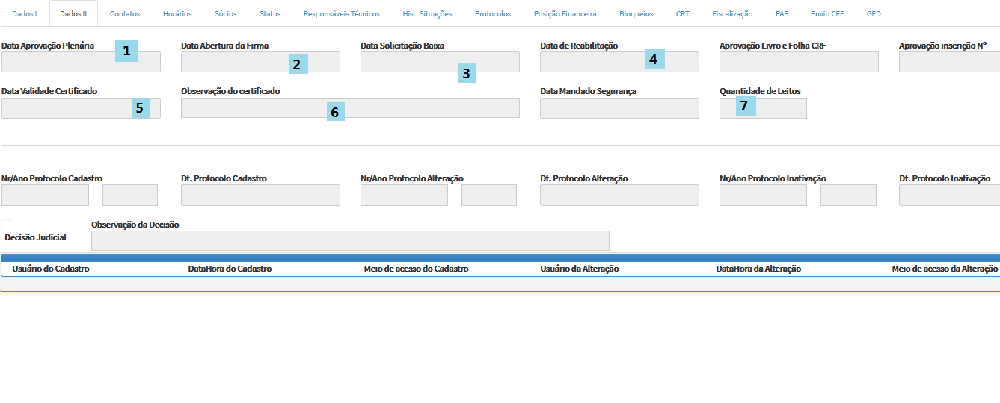 Dados I Dados II Contatos Horários Sócios Status Responsáveis Técnicos Hist. Situações Protocolos Posição Financeira Bloqueios CRT Fiscalização PAF Envio CFF GED
Data Aprovação Plenária 1 Data Abertura da Firma Data Solicitação Baixa Data de Reabilitação Aprovação Livro e Folha CRF Aprovação inscrição Nº
2 3 4
Data Validade Certificado Observação do certificado Data Mandado Segurança Quantidade de Leitos
5 6 7
Nr/Ano Protocolo Cadastro Dt. Protocolo Cadastro Nr/Ano Protocolo Alteração Dt. Protocolo Alteração Nr/Ano Protocolo Inativação Dt. Protocolo Inativação
Observação da Decisão
Decisão Judicial
Usuário do Cadastro DataHora do Cadastro Meio de acesso do Cadastro Usuário da Alteração DataHora da Alteração Meio de acesso da Alteração